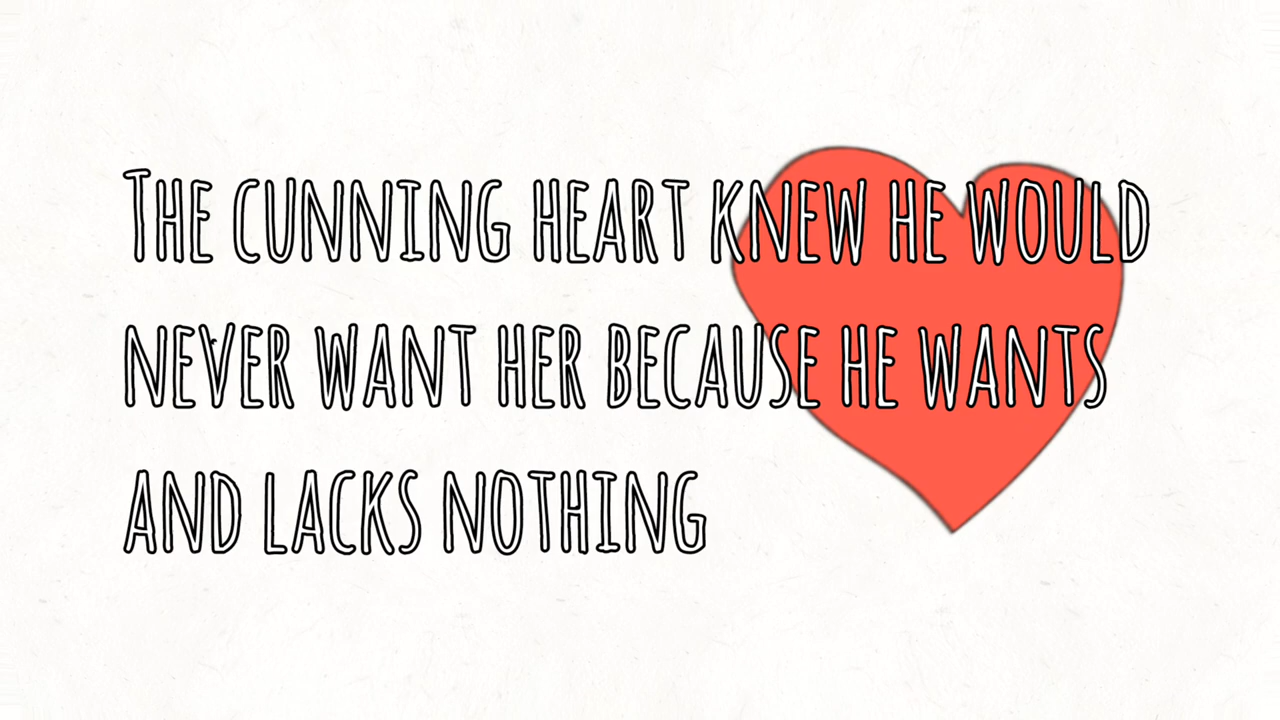 The cunning heart knew he would
never want her because he wants
and lacks nothing